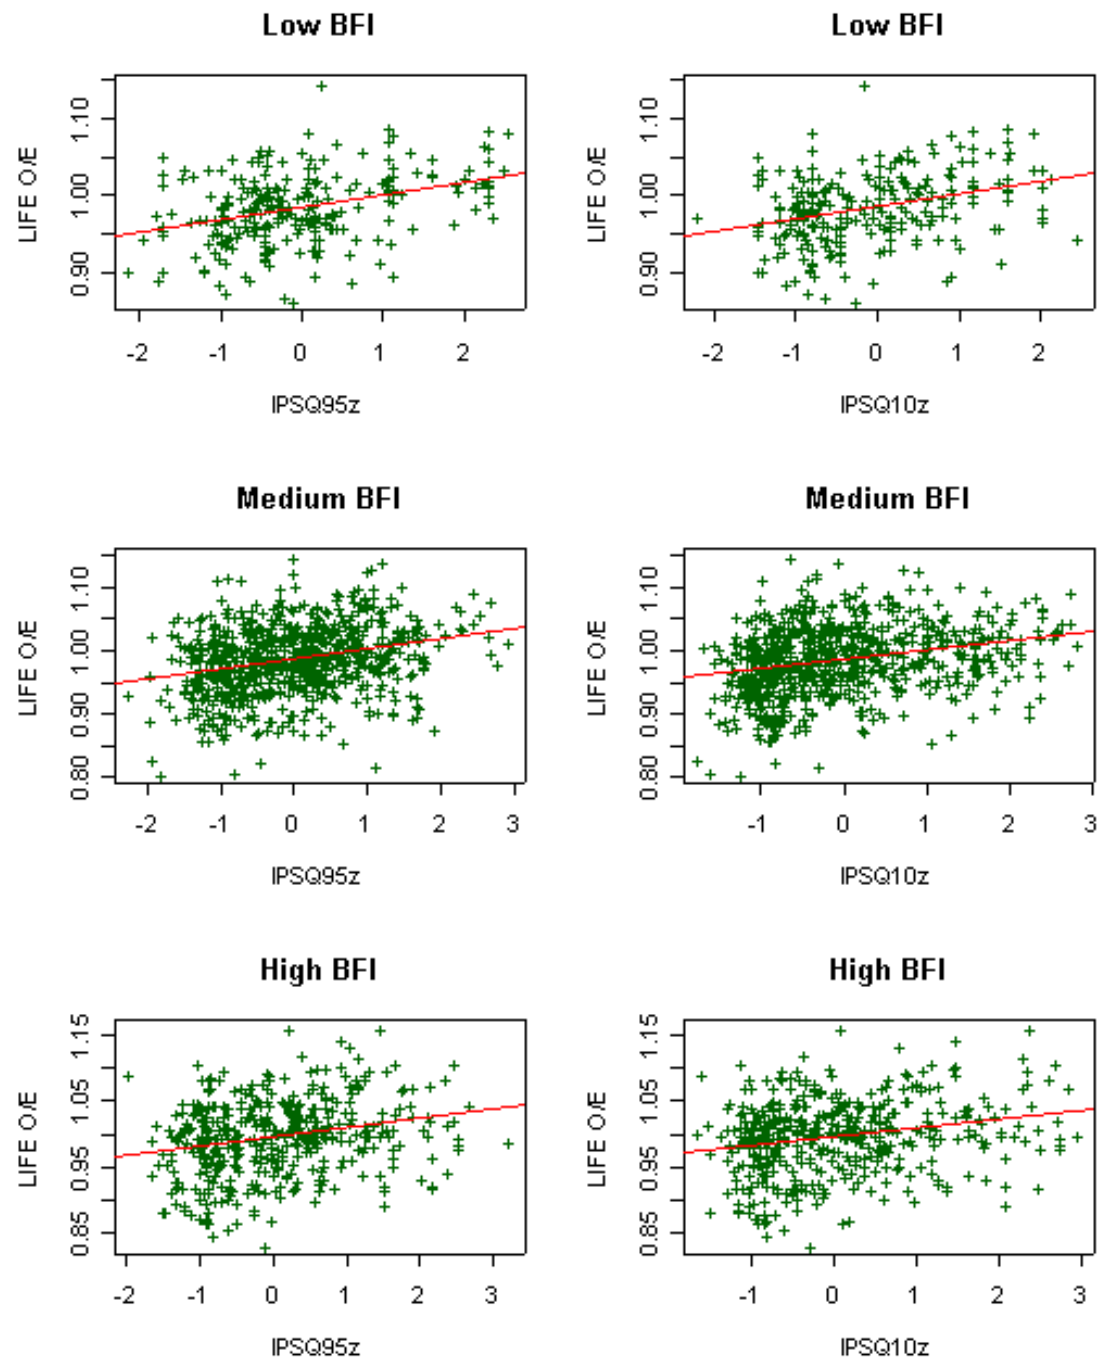 Low BFI
LIFE O/E
0.90 1.00 1.10
-2 -1 0 1 2
IPSQ95z
Low BFI
LIFE O/E
0.90 1.00 1.10
-2 -1 0 1 2
IPSQ10z
Medium BFI
LIFE O/E
0.80 0.90 1.00 1.10
-2 -1 0 1 2 3
IPSQ95z
Medium BFI
LIFE O/E
0.80 0.90 1.00 1.10
-1 0 1 2 3
IPSQ10z
High BFI
LIFE O/E
0.85 0.95 1.05 1.15
-2 -1 0 1 2 3
IPSQ95z
High BFI
LIFE O/E
0.85 0.95 1.05 1.15
-1 0 1 2 3
IPSQ10z